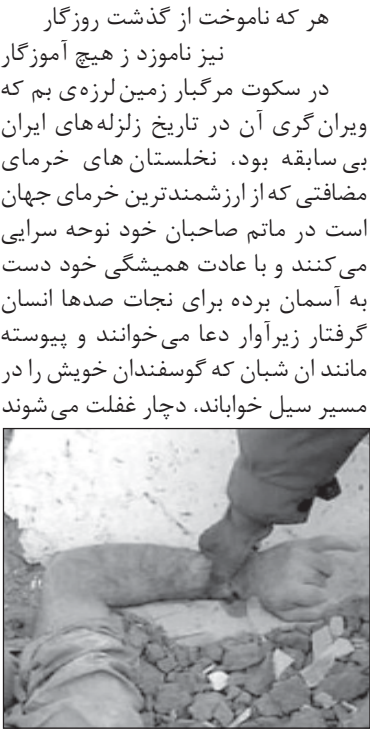 هر که ناموخت از گذشت روزگار
نیز ناموزد ز هیچ آموزگار
در سکوت مرگبار زمین لرزه‌ی بم که
ویران گری آن در تاریخ زلزله‌های ایران
بی سابقه بود، نخلستان های خرمای
مضافتی که از ارزشمندترین خرمای جهان
است در ماتم صاحبان خود نوحه سرایی
می کنند و با عادت همیشگی خود دست
به آسمان برده برای نجات صدها انسان
گرفتار زیرآوار دعا می خوانند و پیوسته
مانند ان شبان که گوسفندان خویش را در
مسیر سیل خواباند، دچار غفلت می شوند